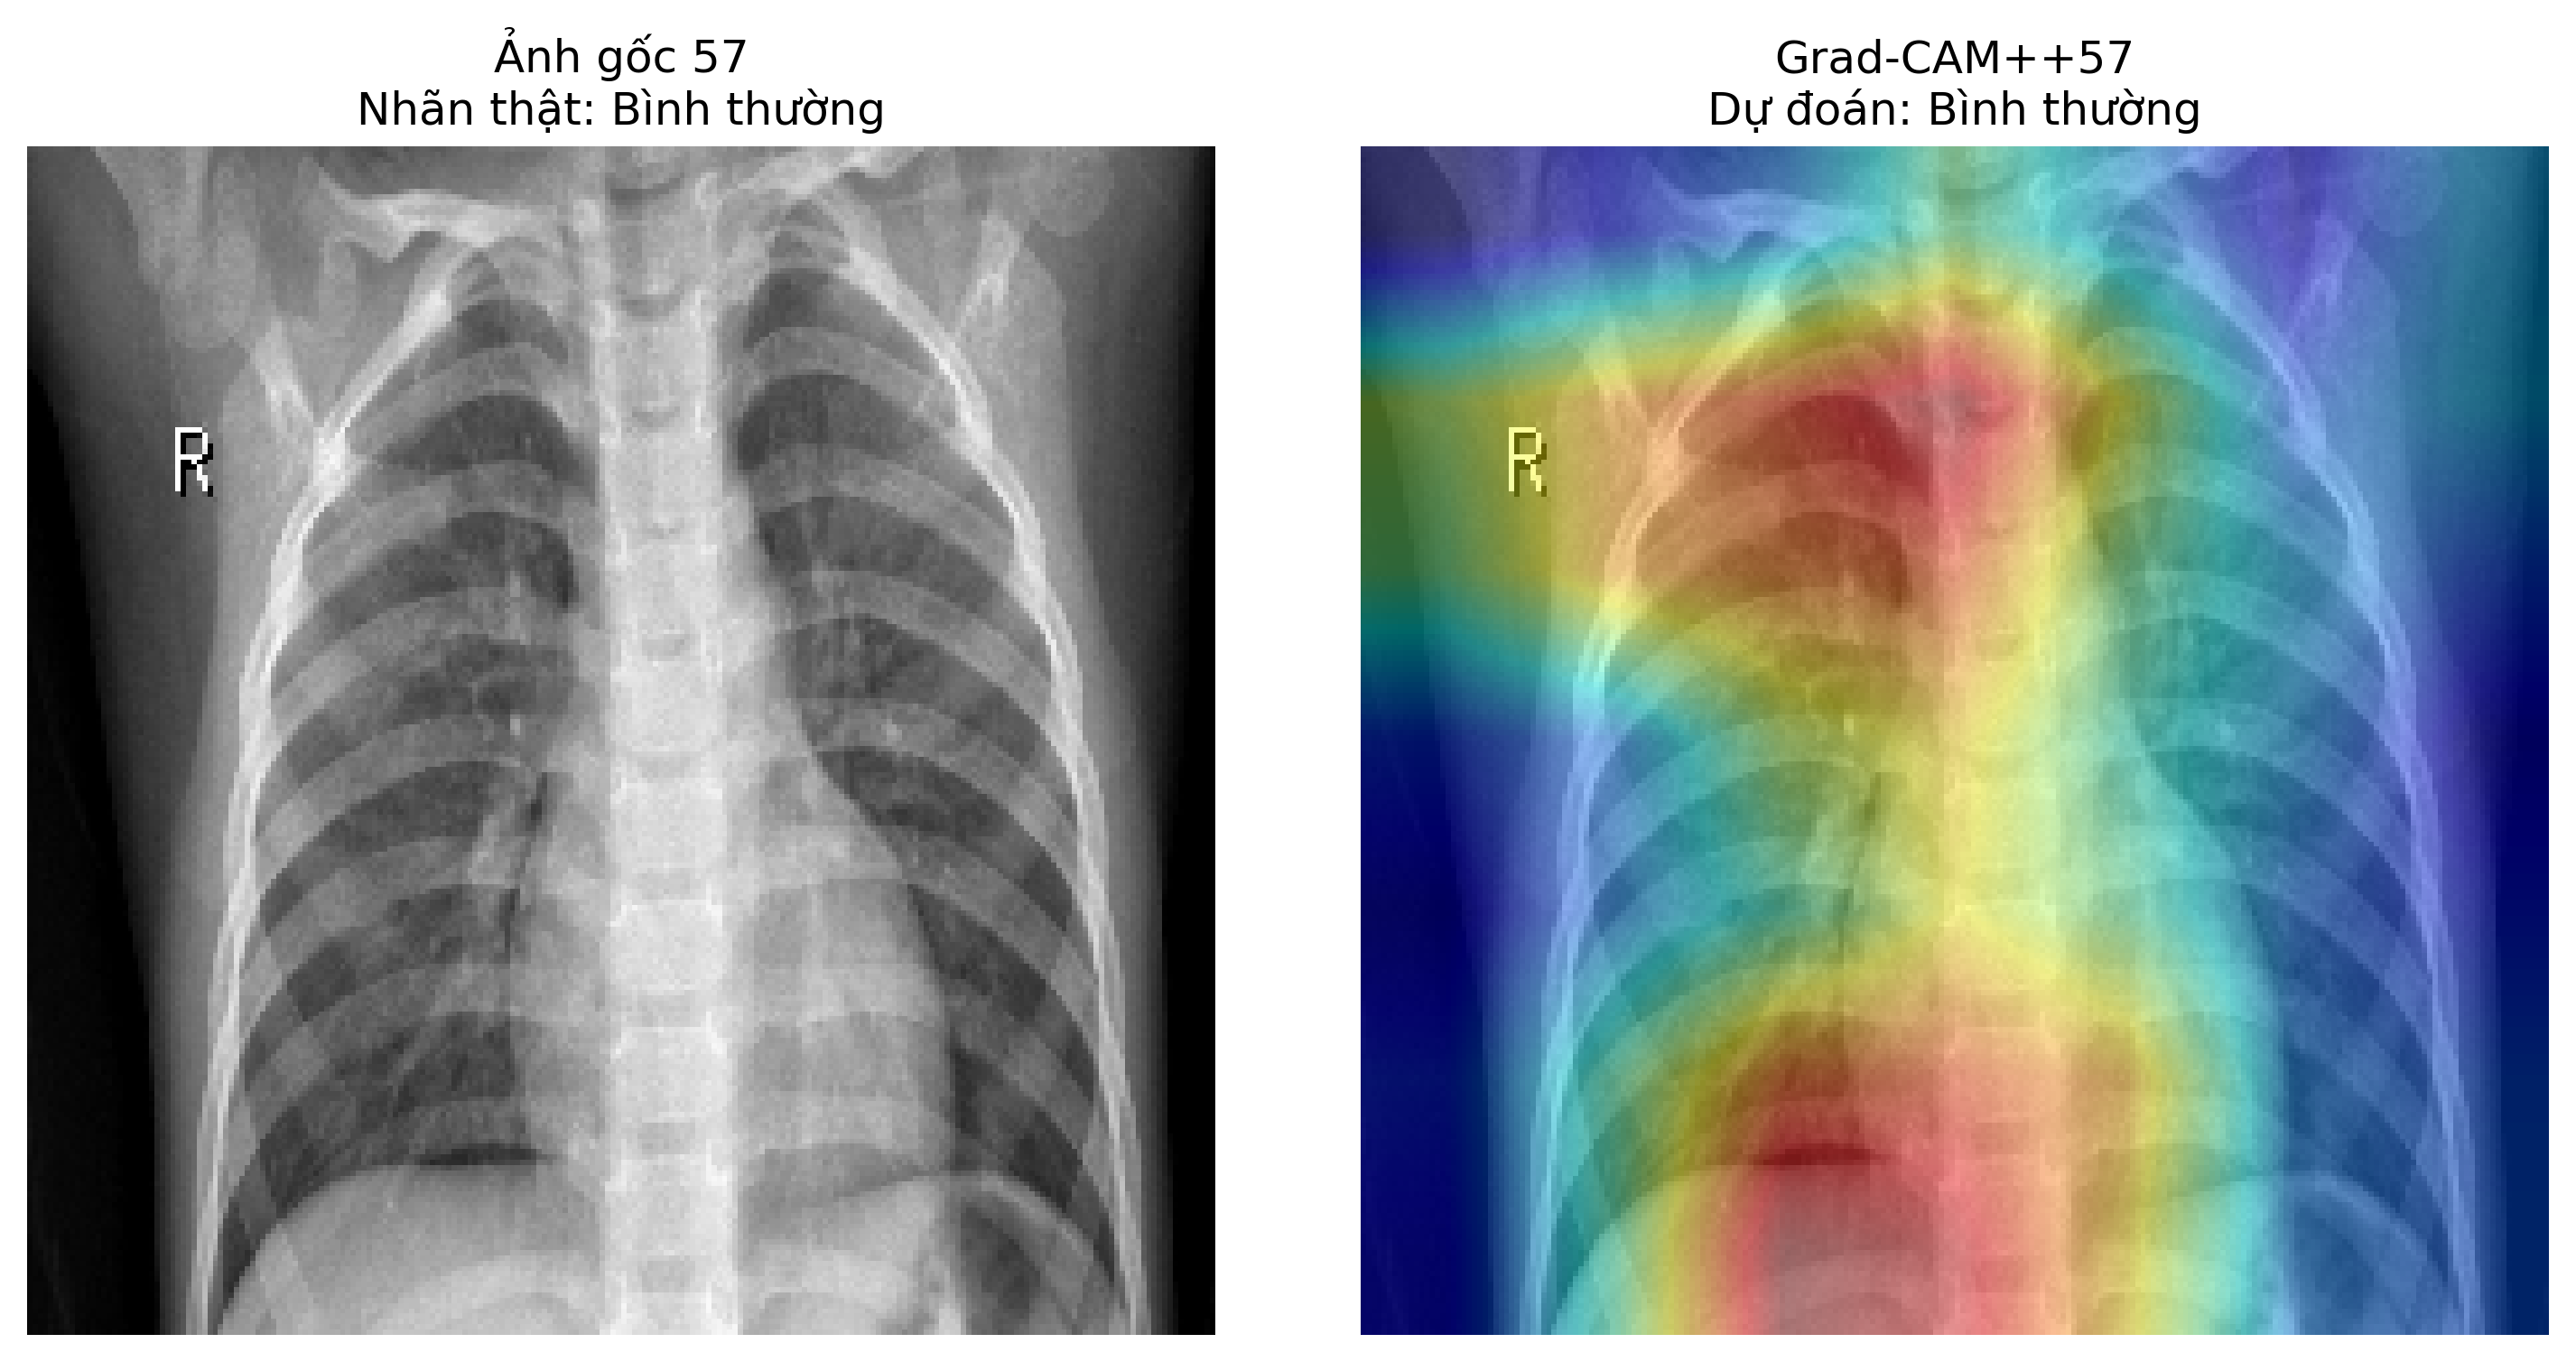 Ảnh gốc 57
Nhãn thật: Bình thường
Grad-CAM++57
Dự đoán: Bình thường
R
R